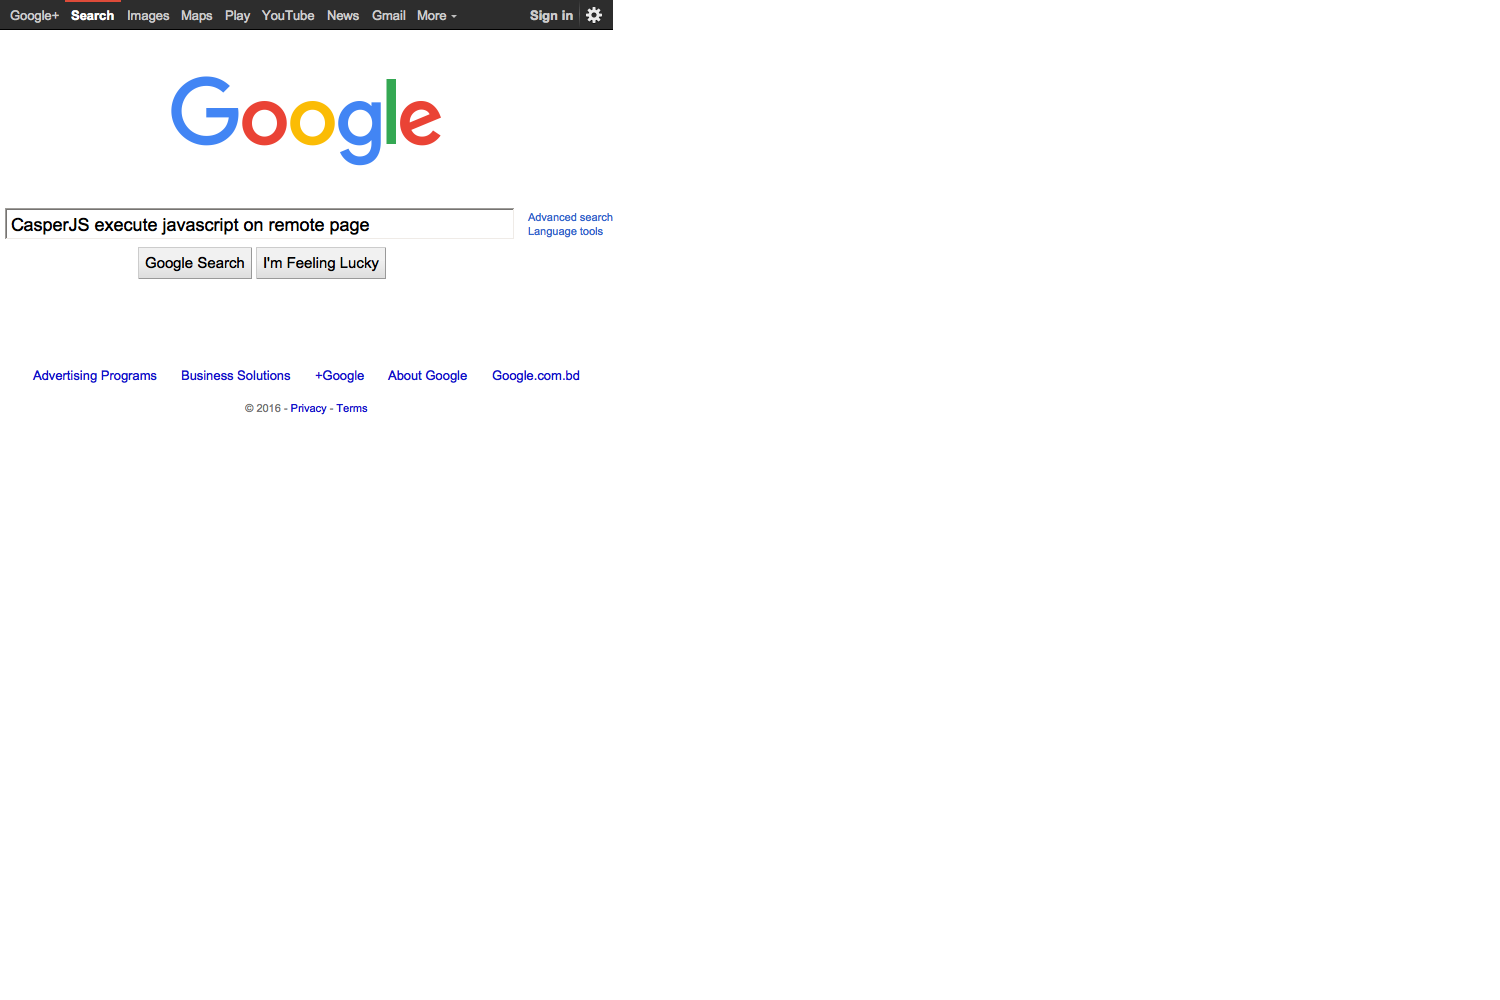 Google+ Search Images Maps Play YouTube News Gmail More Sign in
Google
CasperJS execute javascript on remote page
Advanced search
Language tools
Google Search I'm Feeling Lucky
Advertising Programs Business Solutions +Google About Google Google.com.bd
© 2016 - Privacy - Terms